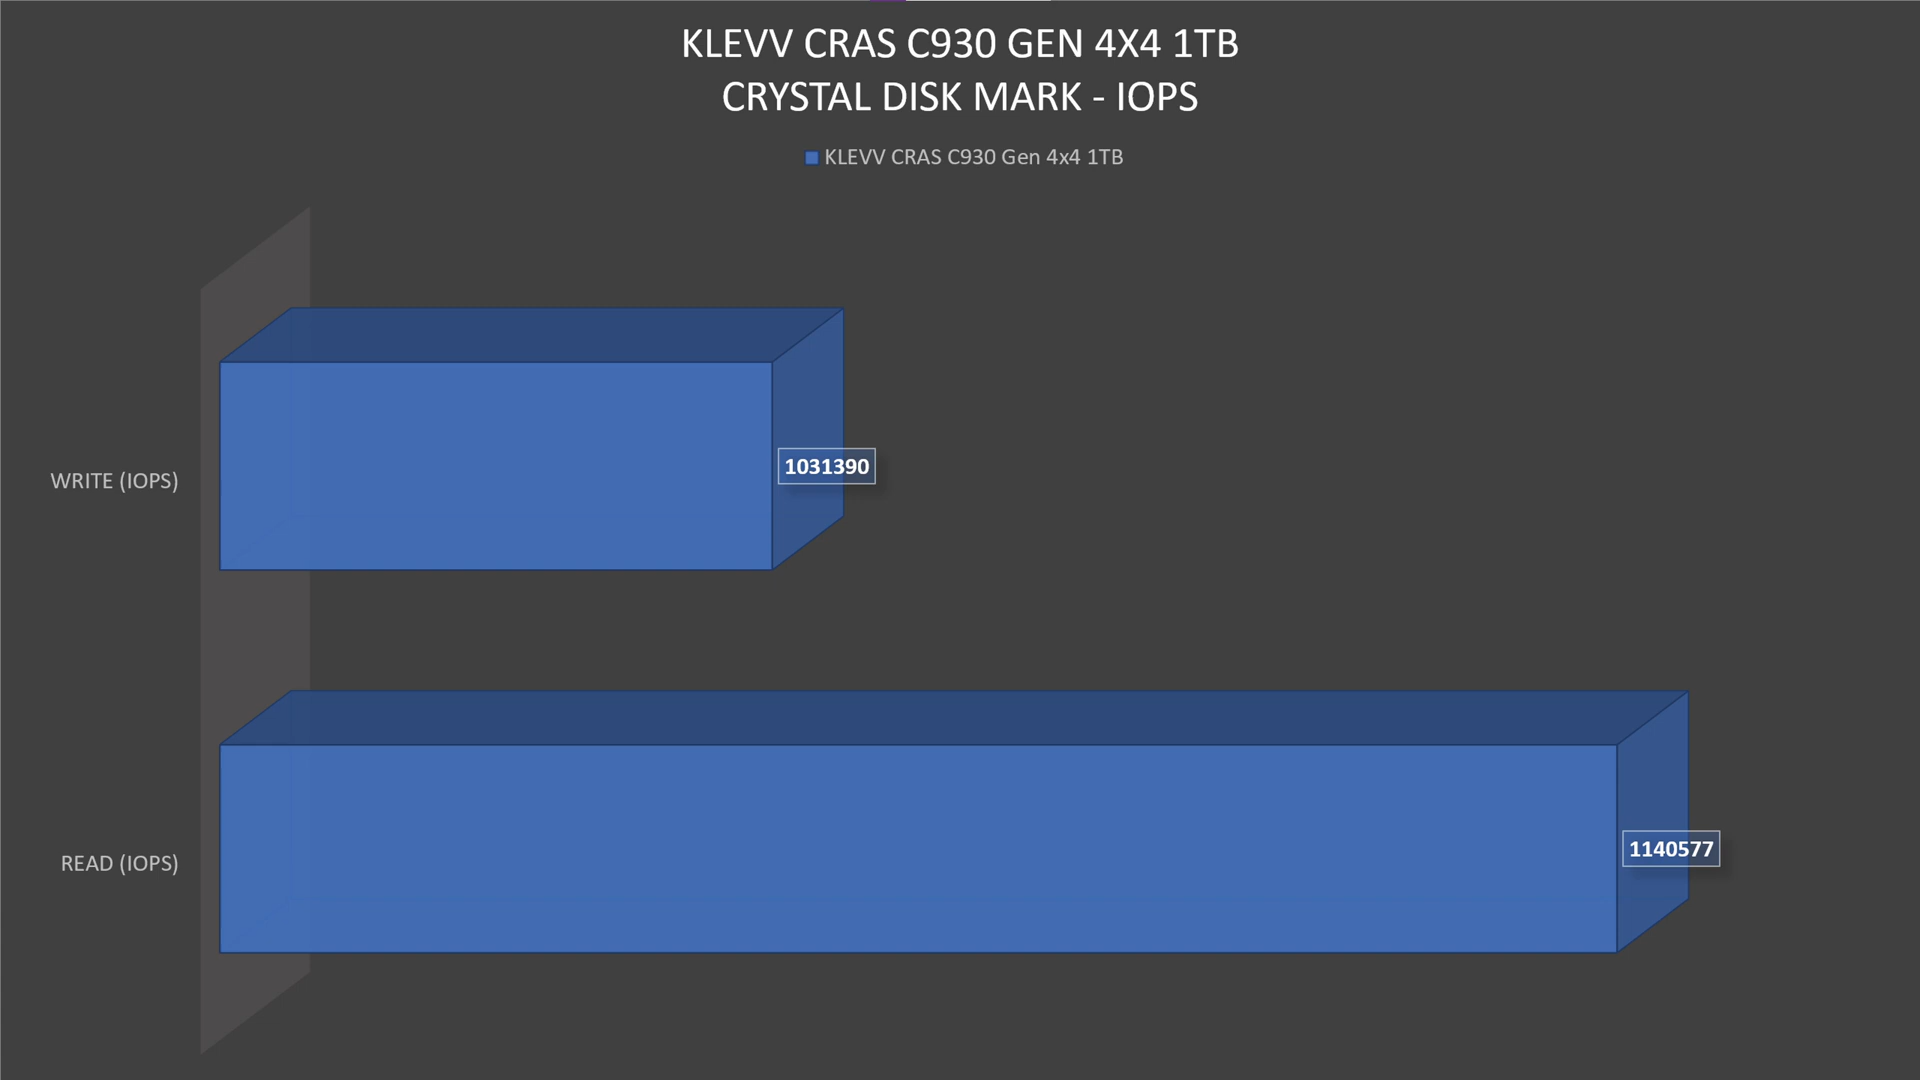 KLEVV CRAS C930 GEN 4X4 1TB
CRYSTAL DISK MARK - IOPS
KLEVV CRAS C930 Gen 4x4 1TB
WRITE (IOPS)
1031390
READ (IOPS)
1140577